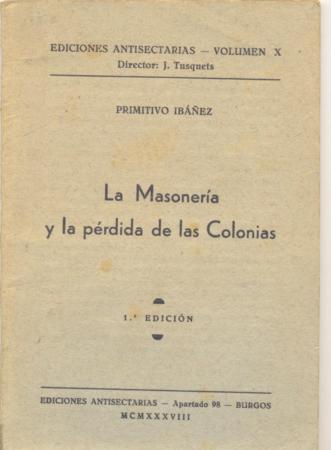 EDICIONES ANTISECTARIAS — VOLUMEN X
Director: J. Tusquets
PRIMITIVO IBÁÑEZ
La Masonería
y la pérdida de las Colonias
1.ª EDICIÓN
EDICIONES ANTISECTARIAS — Apartado 98 — BURGOS
MCMXXXVIII